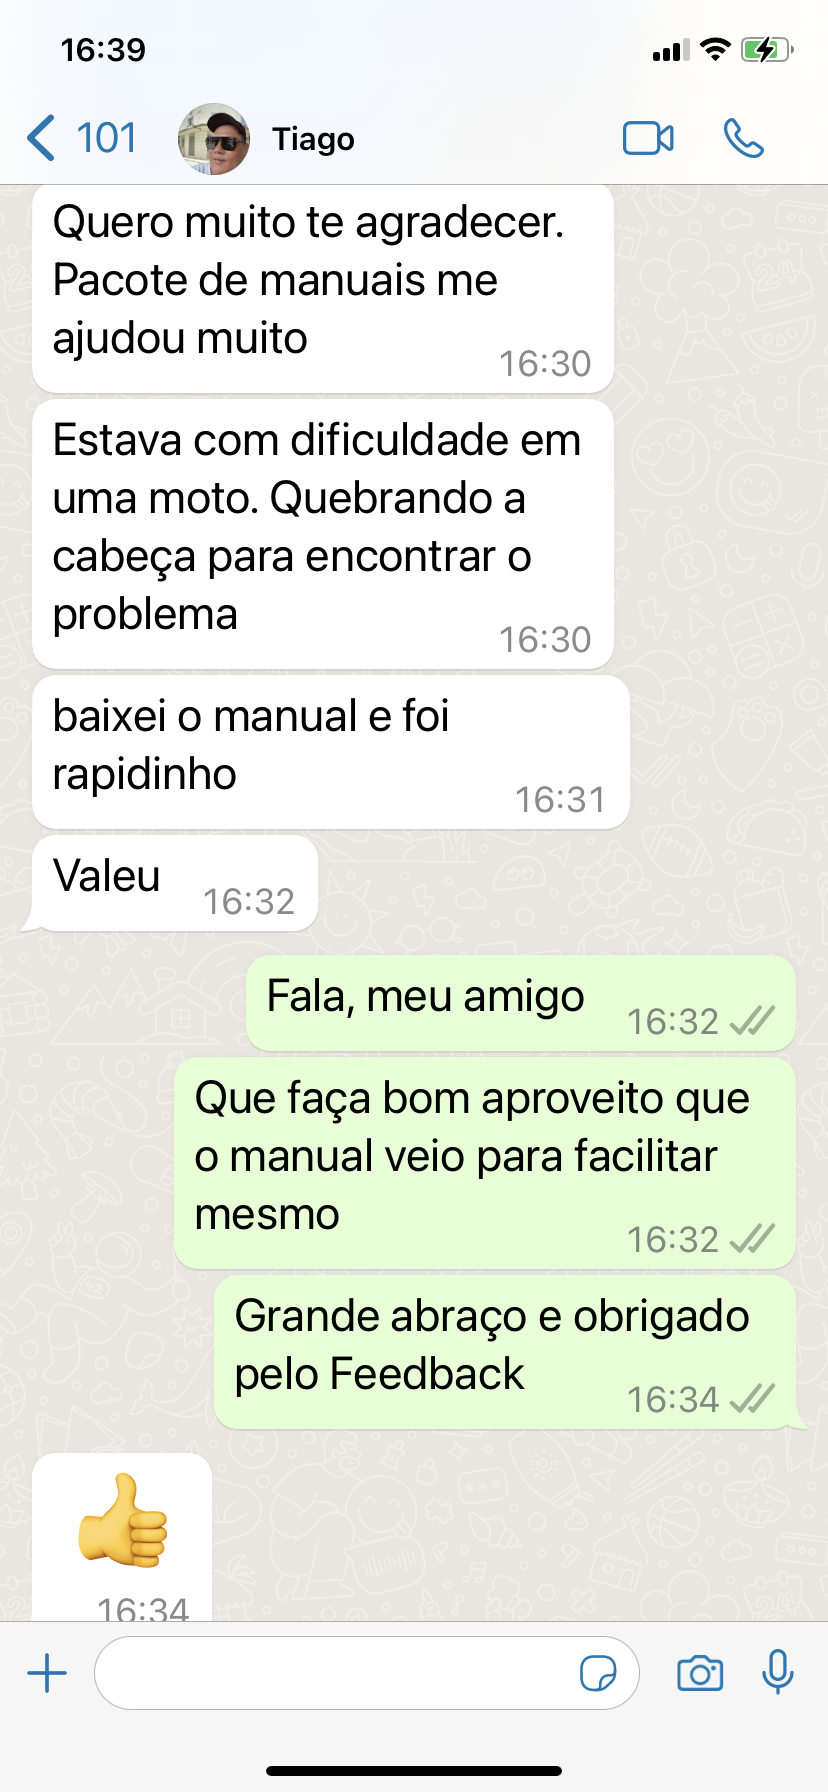 16:39
101
Tiago
Quero muito te agradecer.
Pacote de manuais me
ajudou muito
16:30
Estava com dificuldade em
uma moto. Quebrando a
cabeça para encontrar o
problema
16:30
baixei o manual e foi
rapidinho
16:31
Valeu
16:32
Fala, meu amigo
16:32
Que faça bom aproveito que
o manual veio para facilitar
mesmo
16:32
Grande abraço e obrigado
pelo Feedback
16:34
16:34